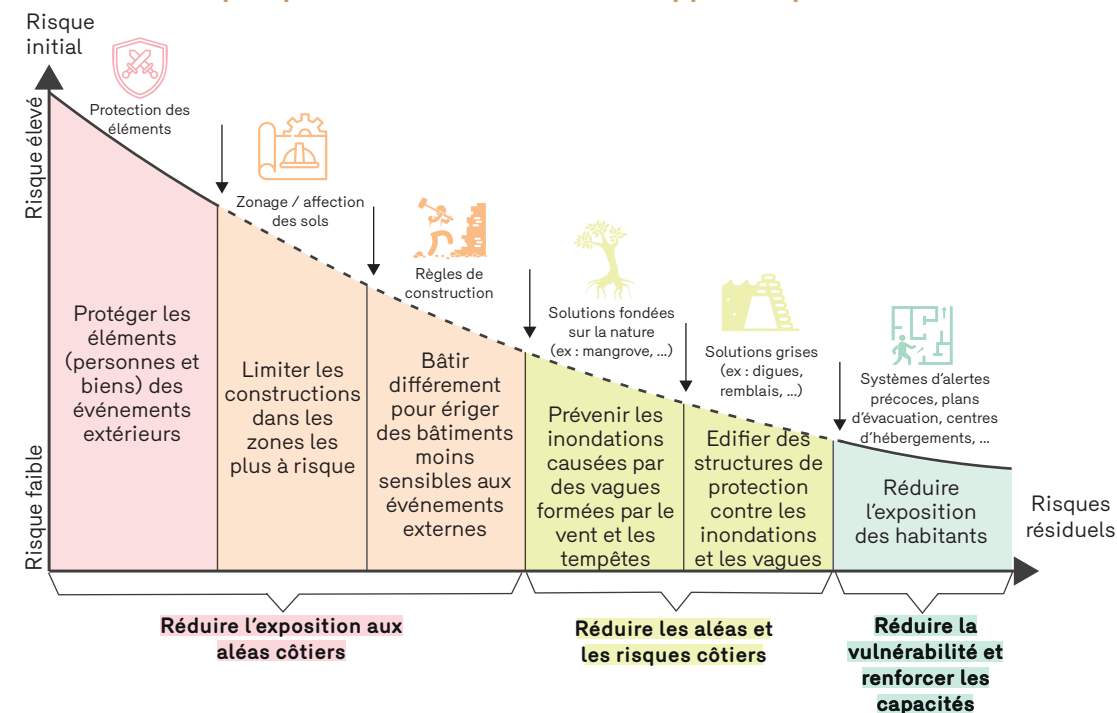 Risque
initial
Risque élevé
Risque faible
Protection des
éléments
Zonage / affection
des sols
Règles de
construction
Solutions fondées
sur la nature
(ex : mangrove, ...)
Solutions grises
(ex : digues,
remblais, ...)
Systèmes d'alertes
précoces, plans
d'évacuation, centres
d'hébergements, ...
Protéger les
éléments
(personnes et
biens) des
événements
extérieurs
Limiter les
constructions
dans les
zones les
plus à risque
Bâtir
différement
pour ériger
des bâtiments
moins
sensibles aux
événements
externes
Prévenir les
inondations
causées par
des vagues
formées par le
vent et les
tempêtes
Edifier des
structures de
protection
contre les
inondations
et les vagues
Réduire
l'exposition
des habitants
Risques
résiduels
Réduire l'exposition aux
aléas côtiers
Réduire les aléas et
les risques côtiers
Réduire la
vulnérabilité et
renforcer les
capacités